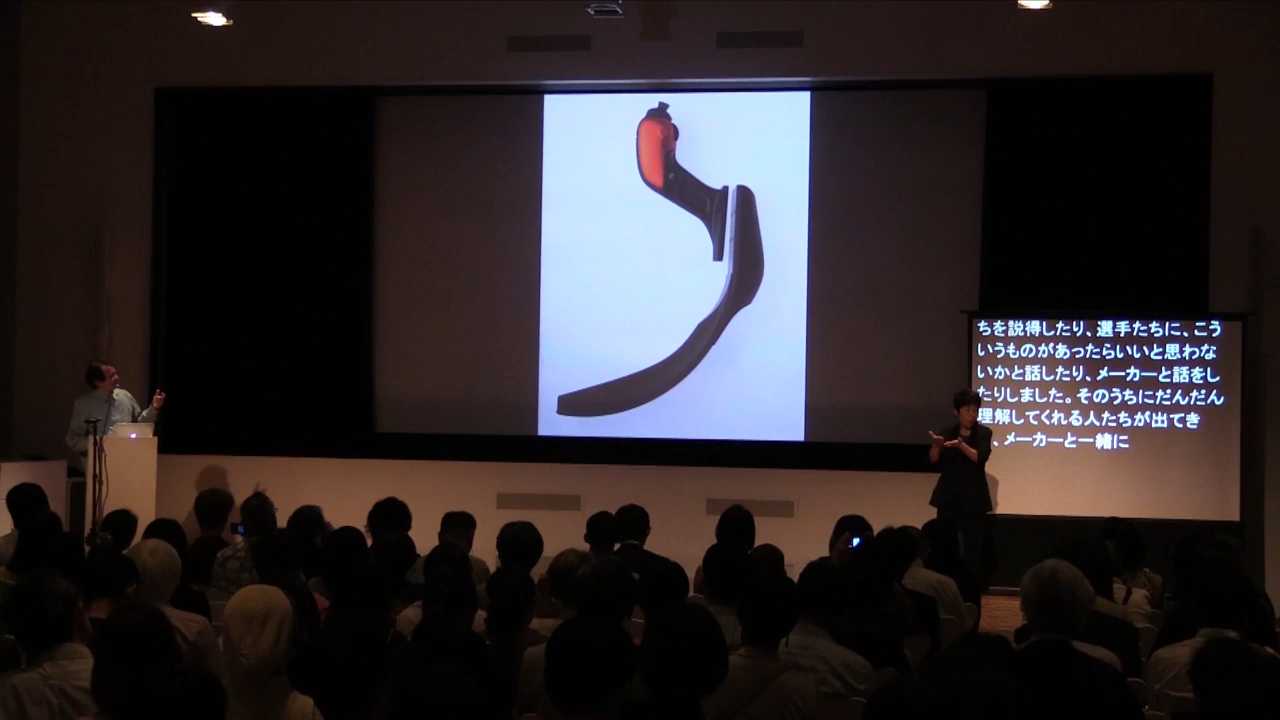 ちを説得したり、選手たちに、こう
いうものがあったらいいと思わな
いかと話したり、メーカーと話をし
たりしました。そのうちにだんだん
理解してくれる人たちが出てき
、メーカーと一緒に